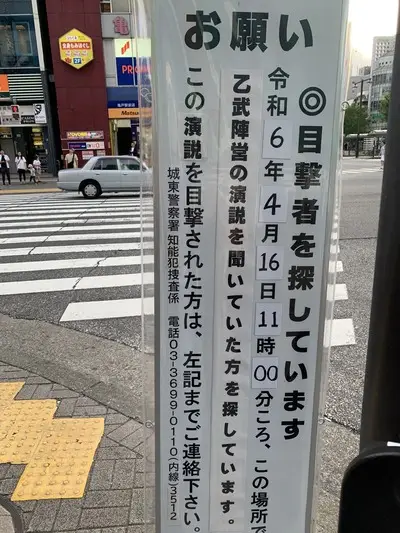 お願い
◎目撃者を探しています
令和6年4月16日11時00分ころ、この場所で
乙武陣営の演説を聞いていた方を探しています。
この演説を目撃された方は、左記までご連絡下さい。
城東警察署 知能犯捜査係 電話03-3699-0110(内線)3512
亀